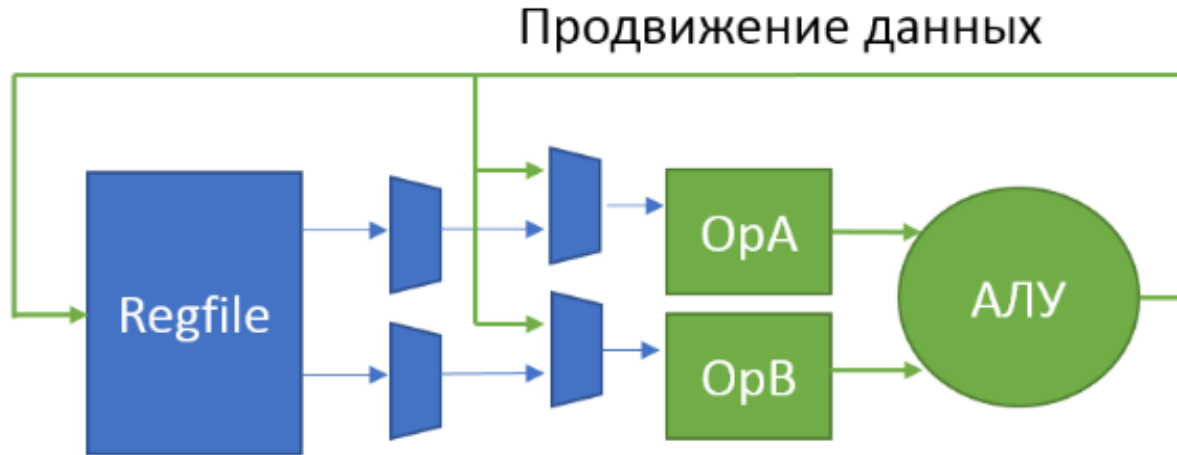 Продвижение данных
Regfile
OpA
OpB
АЛУ